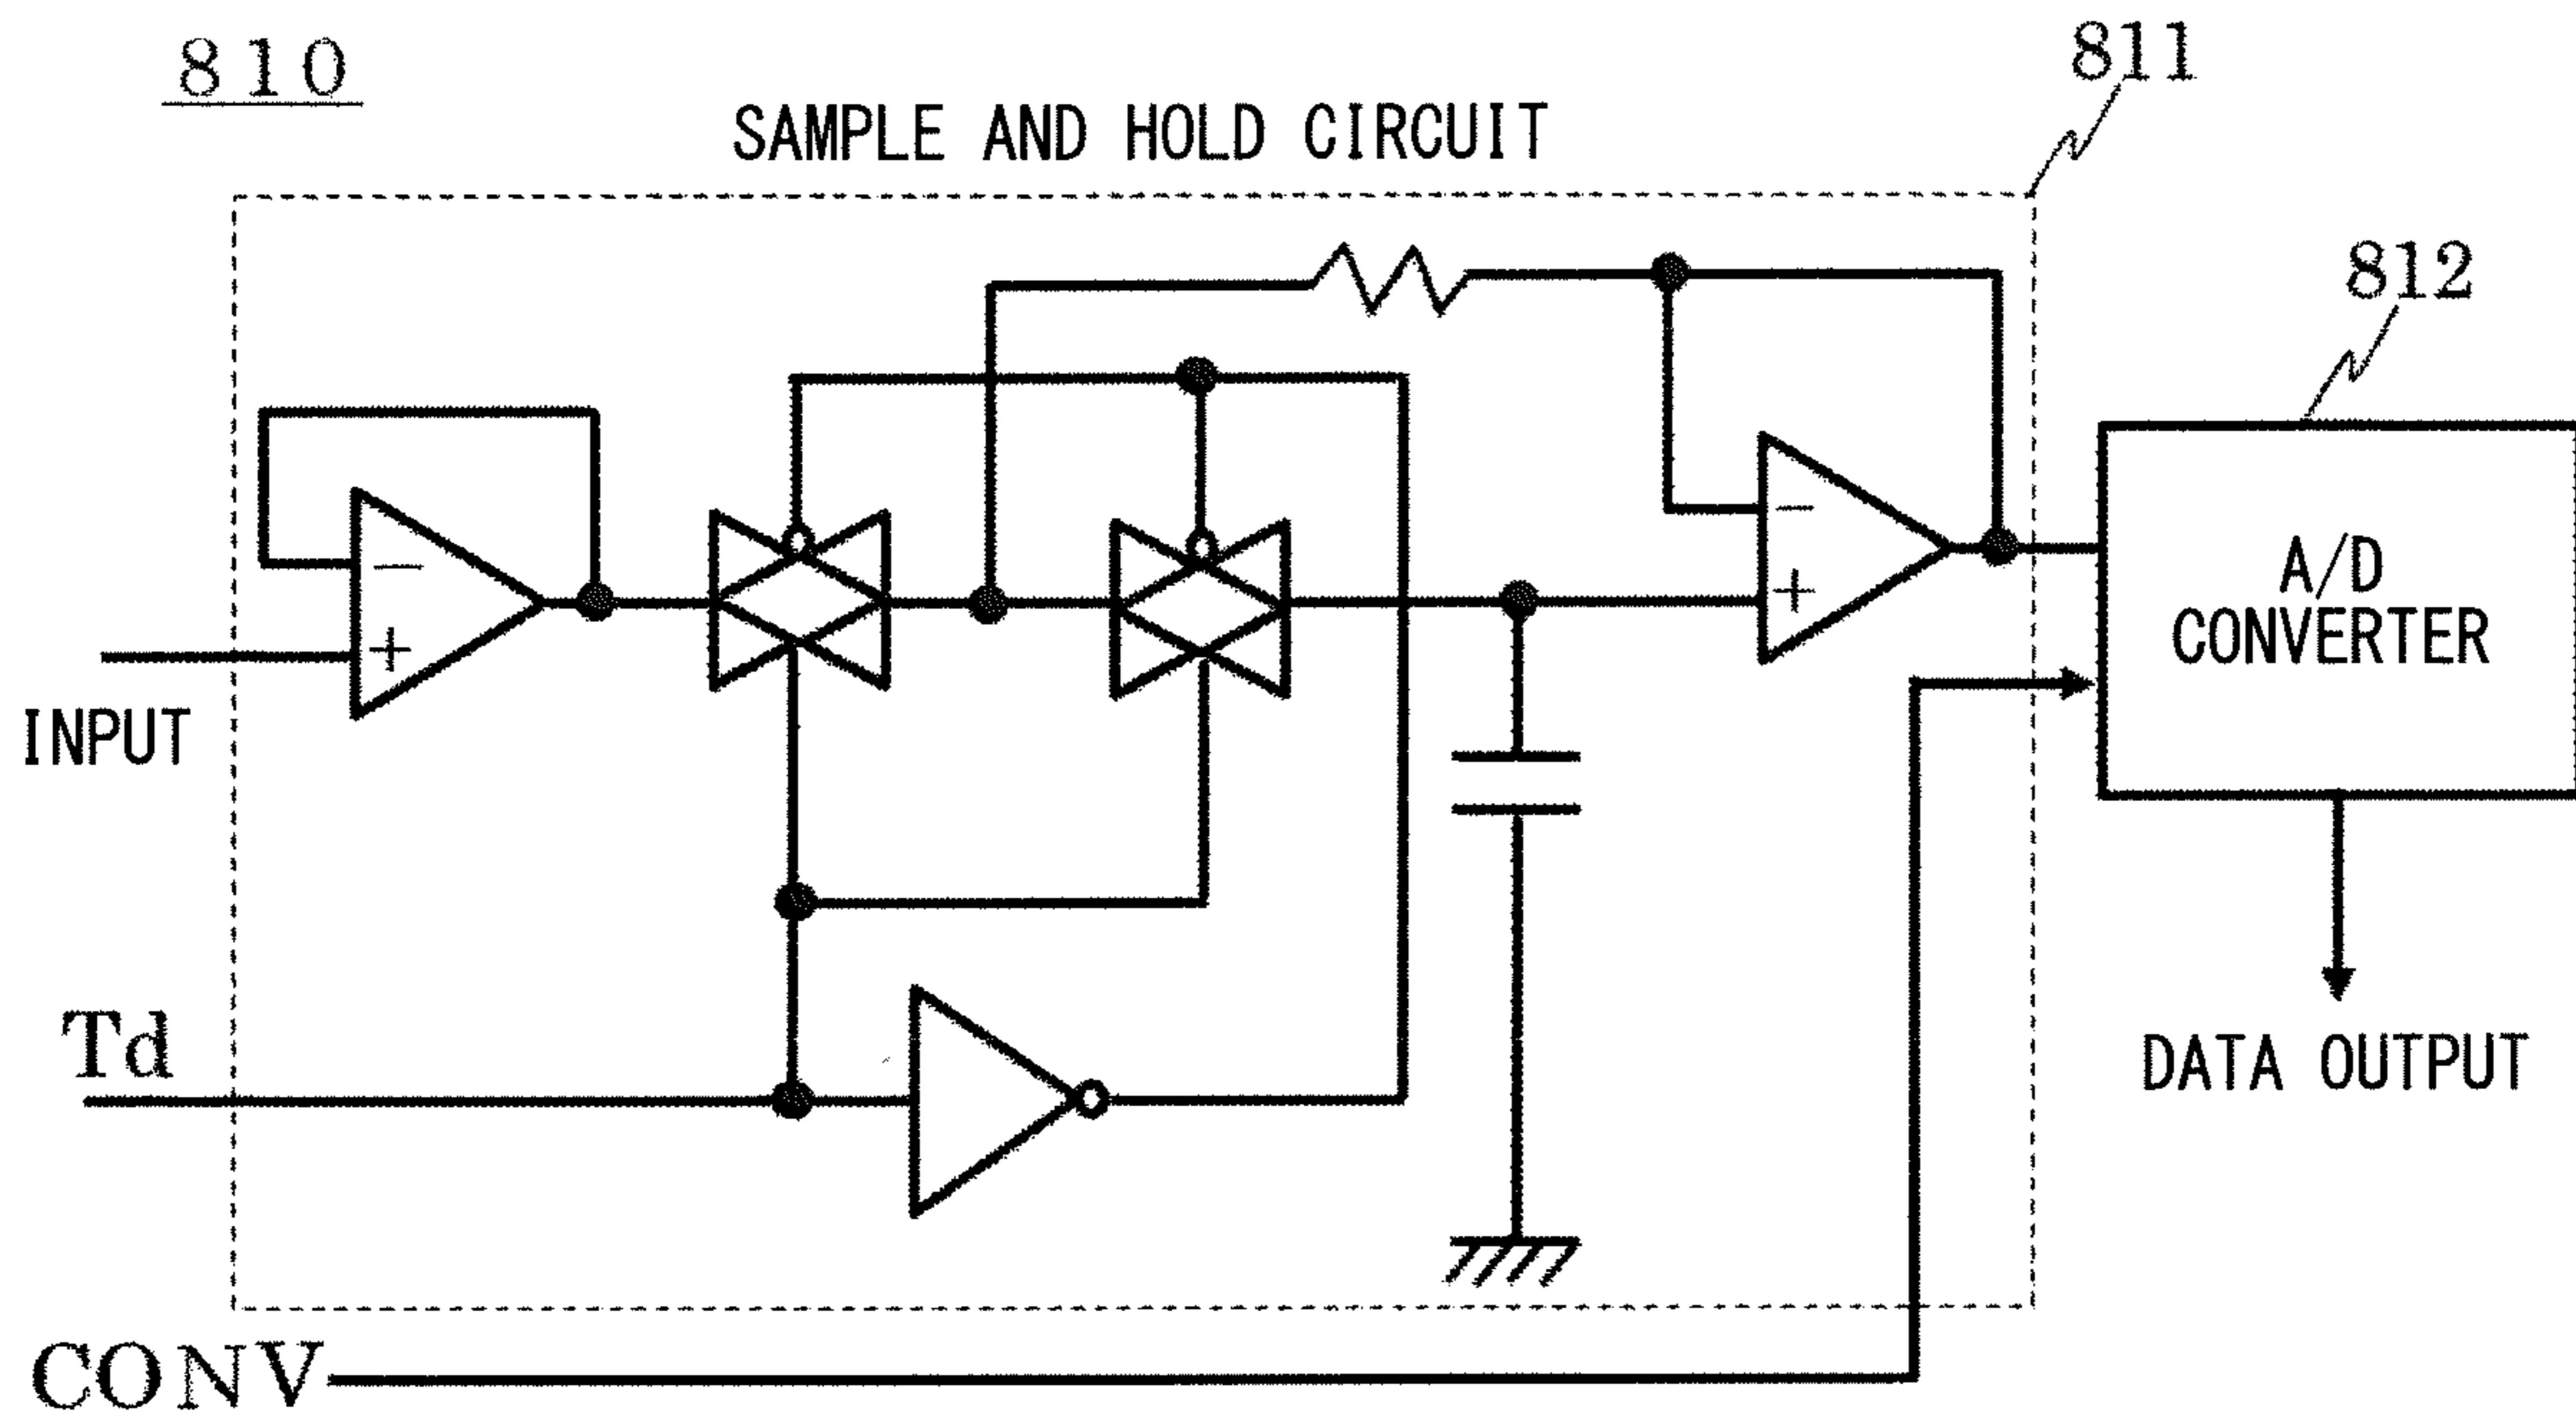 810
811
SAMPLE AND HOLD CIRCUIT
812
−
+
−
+
A/D
CONVERTER
INPUT
Td
DATA OUTPUT
CONV